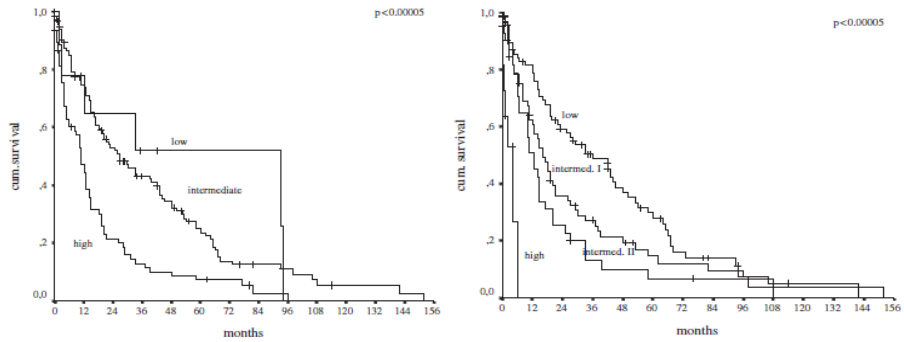 p<0.00005
1,0
,8
,6
,4
,2
0,0
cum. survival
low
intermediate
high
0 12 24 36 48 60 72 84 96 108 120 132 144 156
months
p<0.00005
1,0
,8
,6
,4
,2
0,0
cum. survival
low
intermed. I
intermed. II
high
0 12 24 36 48 60 72 84 96 108 120 132 144 156
months